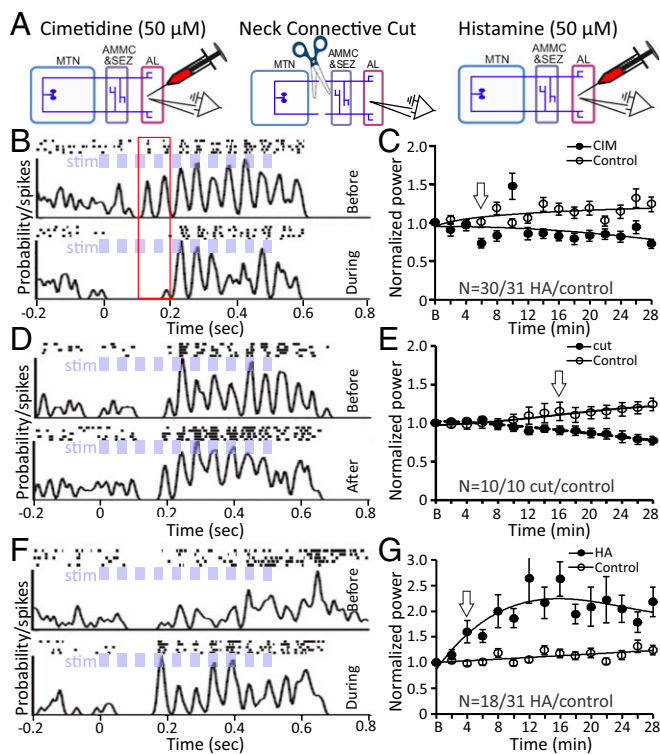 A
Cimetidine (50 µM)
Neck Connective Cut
Histamine (50 µM)
MTN
AMMC
&SEZ
AL
MTN
AMMC
&SEZ
AL
MTN
AMMC
&SEZ
AL
B
stim
Before
During
Probability/spikes
-0.2 0 0.2 0.4 0.6 0.8
Time (sec)
C
CIM
Control
Normalized power
2.0
1.5
1.0
0.5
0.0
N=30/31 HA/control
B 4 8 12 16 20 24 28
Time (min)
D
stim
Before
stim
After
Probability/spikes
-0.2 0 0.2 0.4 0.6 0.8
Time (sec)
E
cut
Control
Normalized power
2.0
1.5
1.0
0.5
0.0
N=10/10 cut/control
B 4 8 12 16 20 24 28
Time (min)
F
stim
Before
stim
During
Probability/spikes
-0.2 0 0.2 0.4 0.6 0.8
Time (sec)
G
HA
Control
Normalized power
3.0
2.5
2.0
1.5
1.0
0.5
0.0
N=18/31 HA/control
B 4 8 12 16 20 24 28
Time (min)